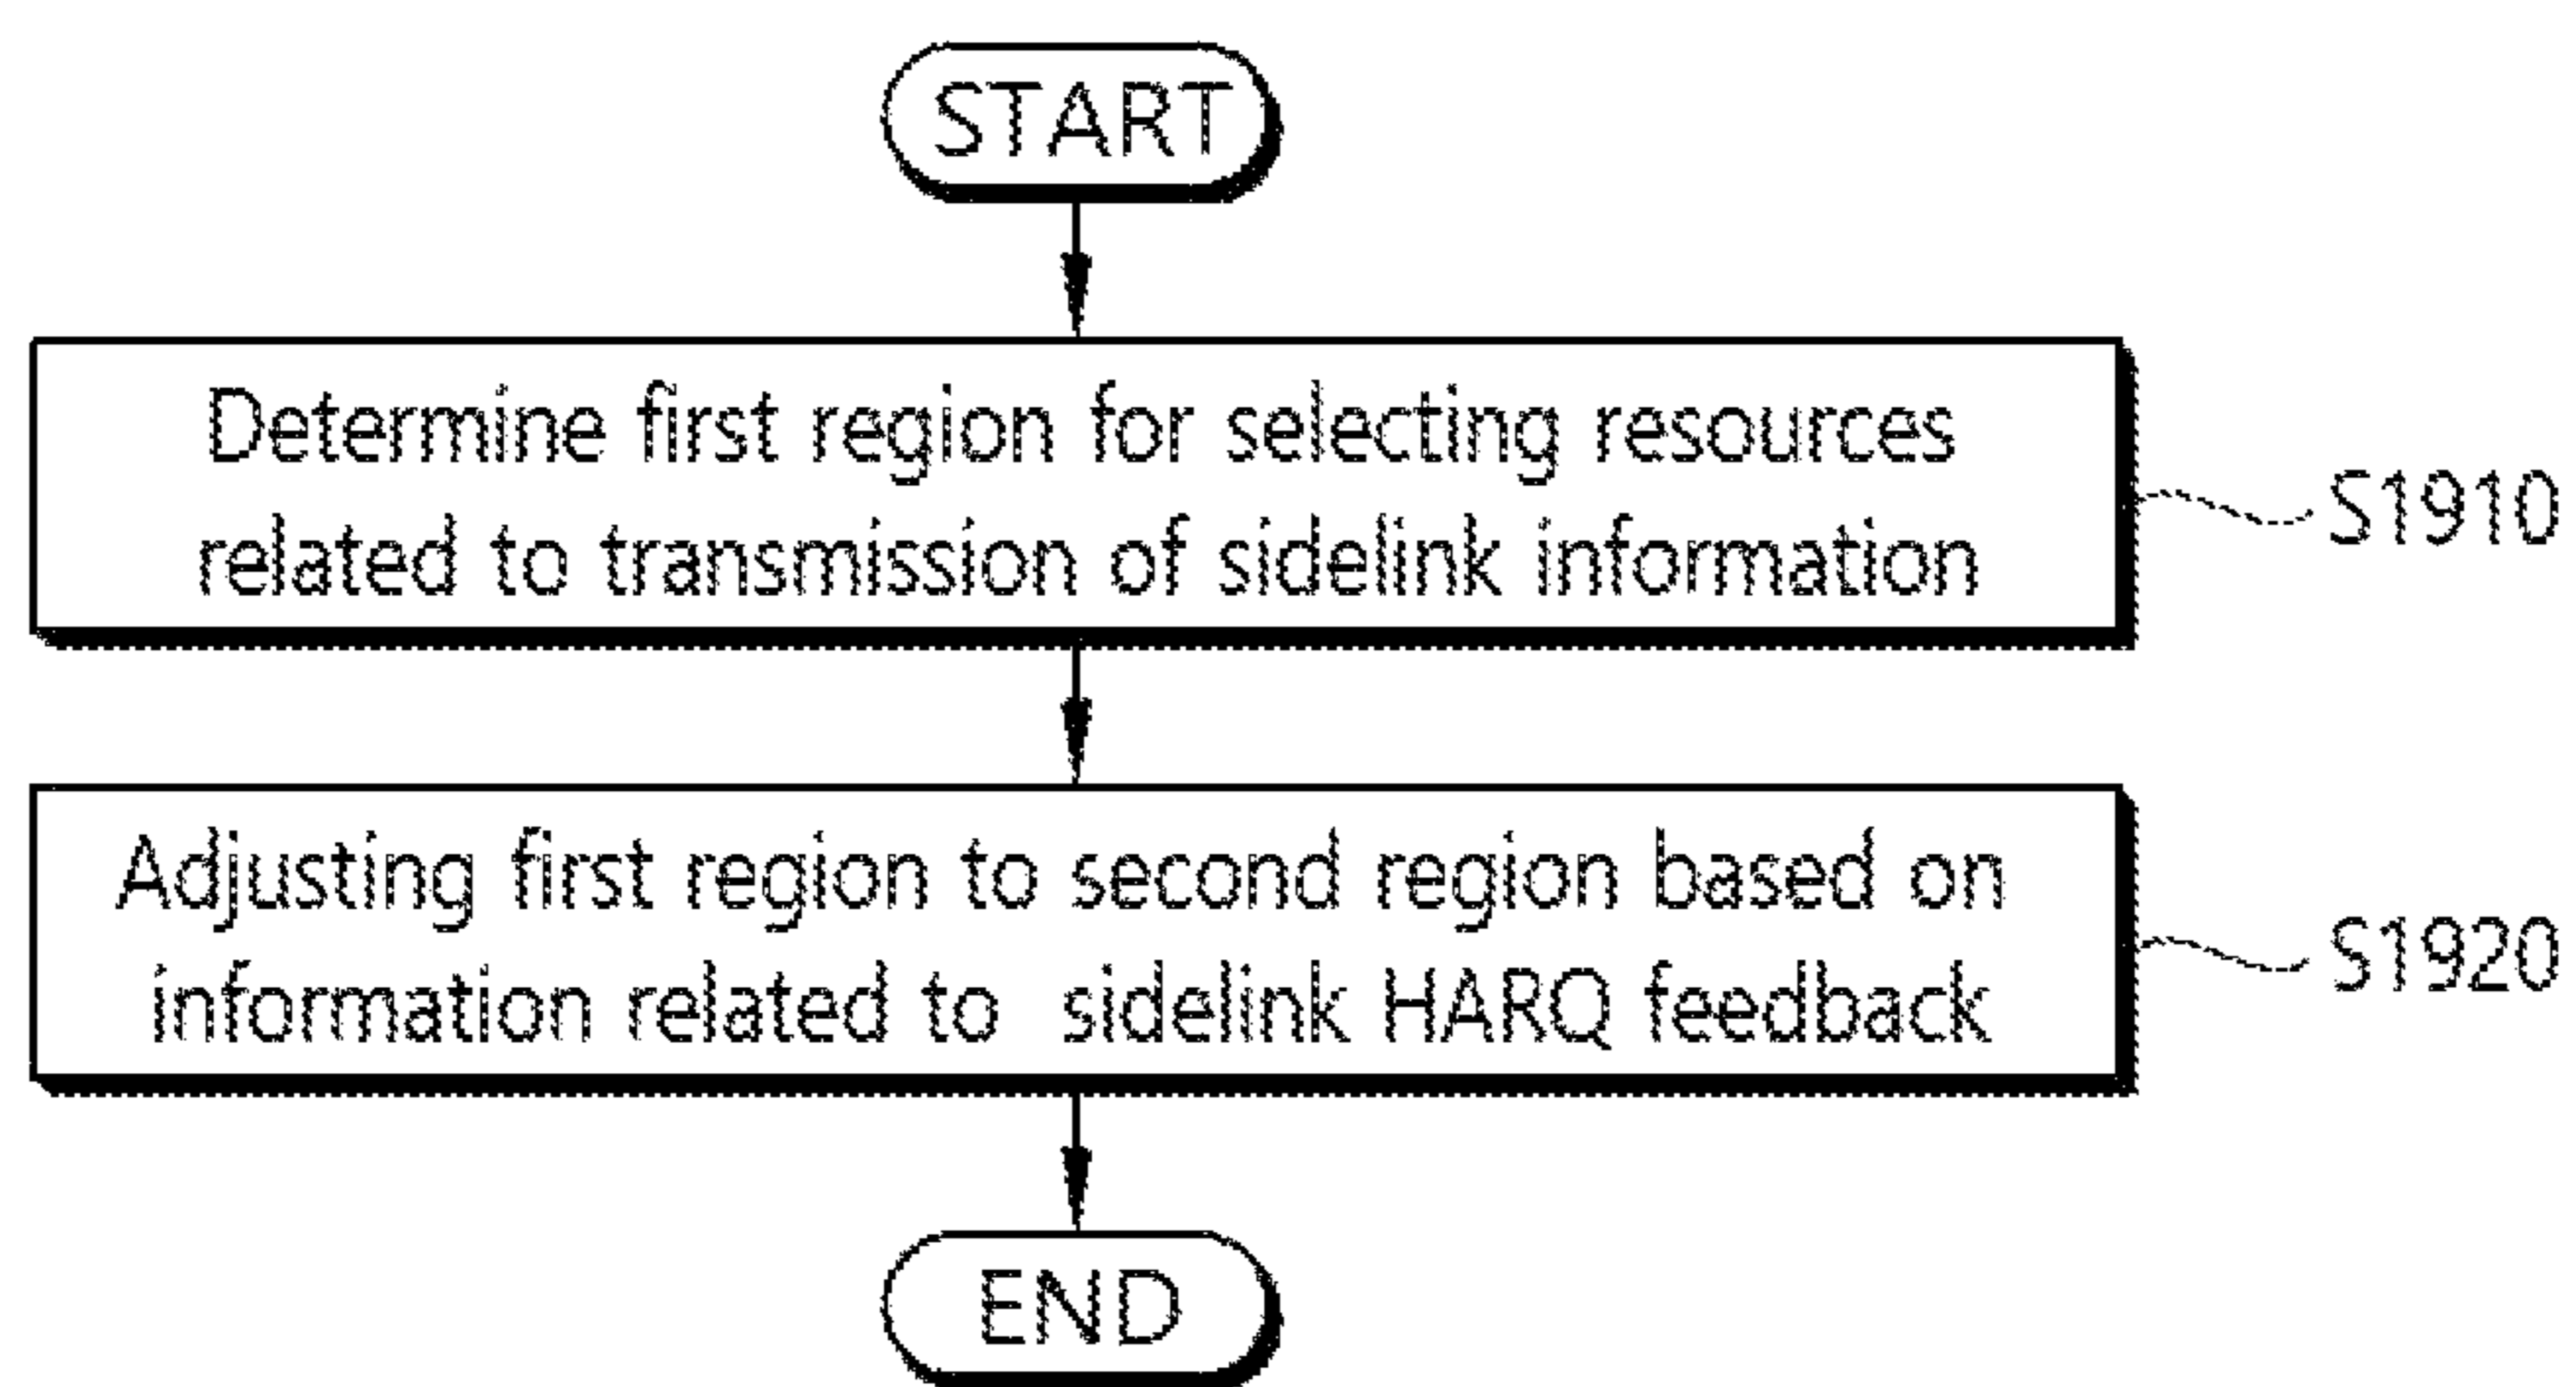 START
Determine first region for selecting resources
related to transmission of sidelink information
S1910
Adjusting first region to second region based on
information related to sidelink HARQ feedback
S1920
END